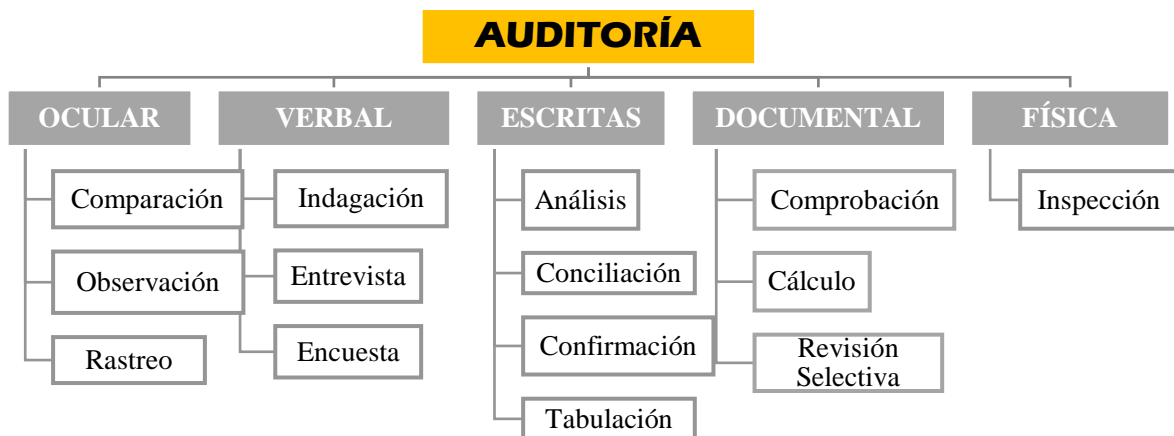 AUDITORÍA
OCULAR
Comparación
Observación
Rastreo
VERBAL
Indagación
Entrevista
Encuesta
ESCRITAS
Análisis
Conciliación
Confirmación
Tabulación
DOCUMENTAL
Comprobación
Cálculo
Revisión
Selectiva
FÍSICA
Inspección